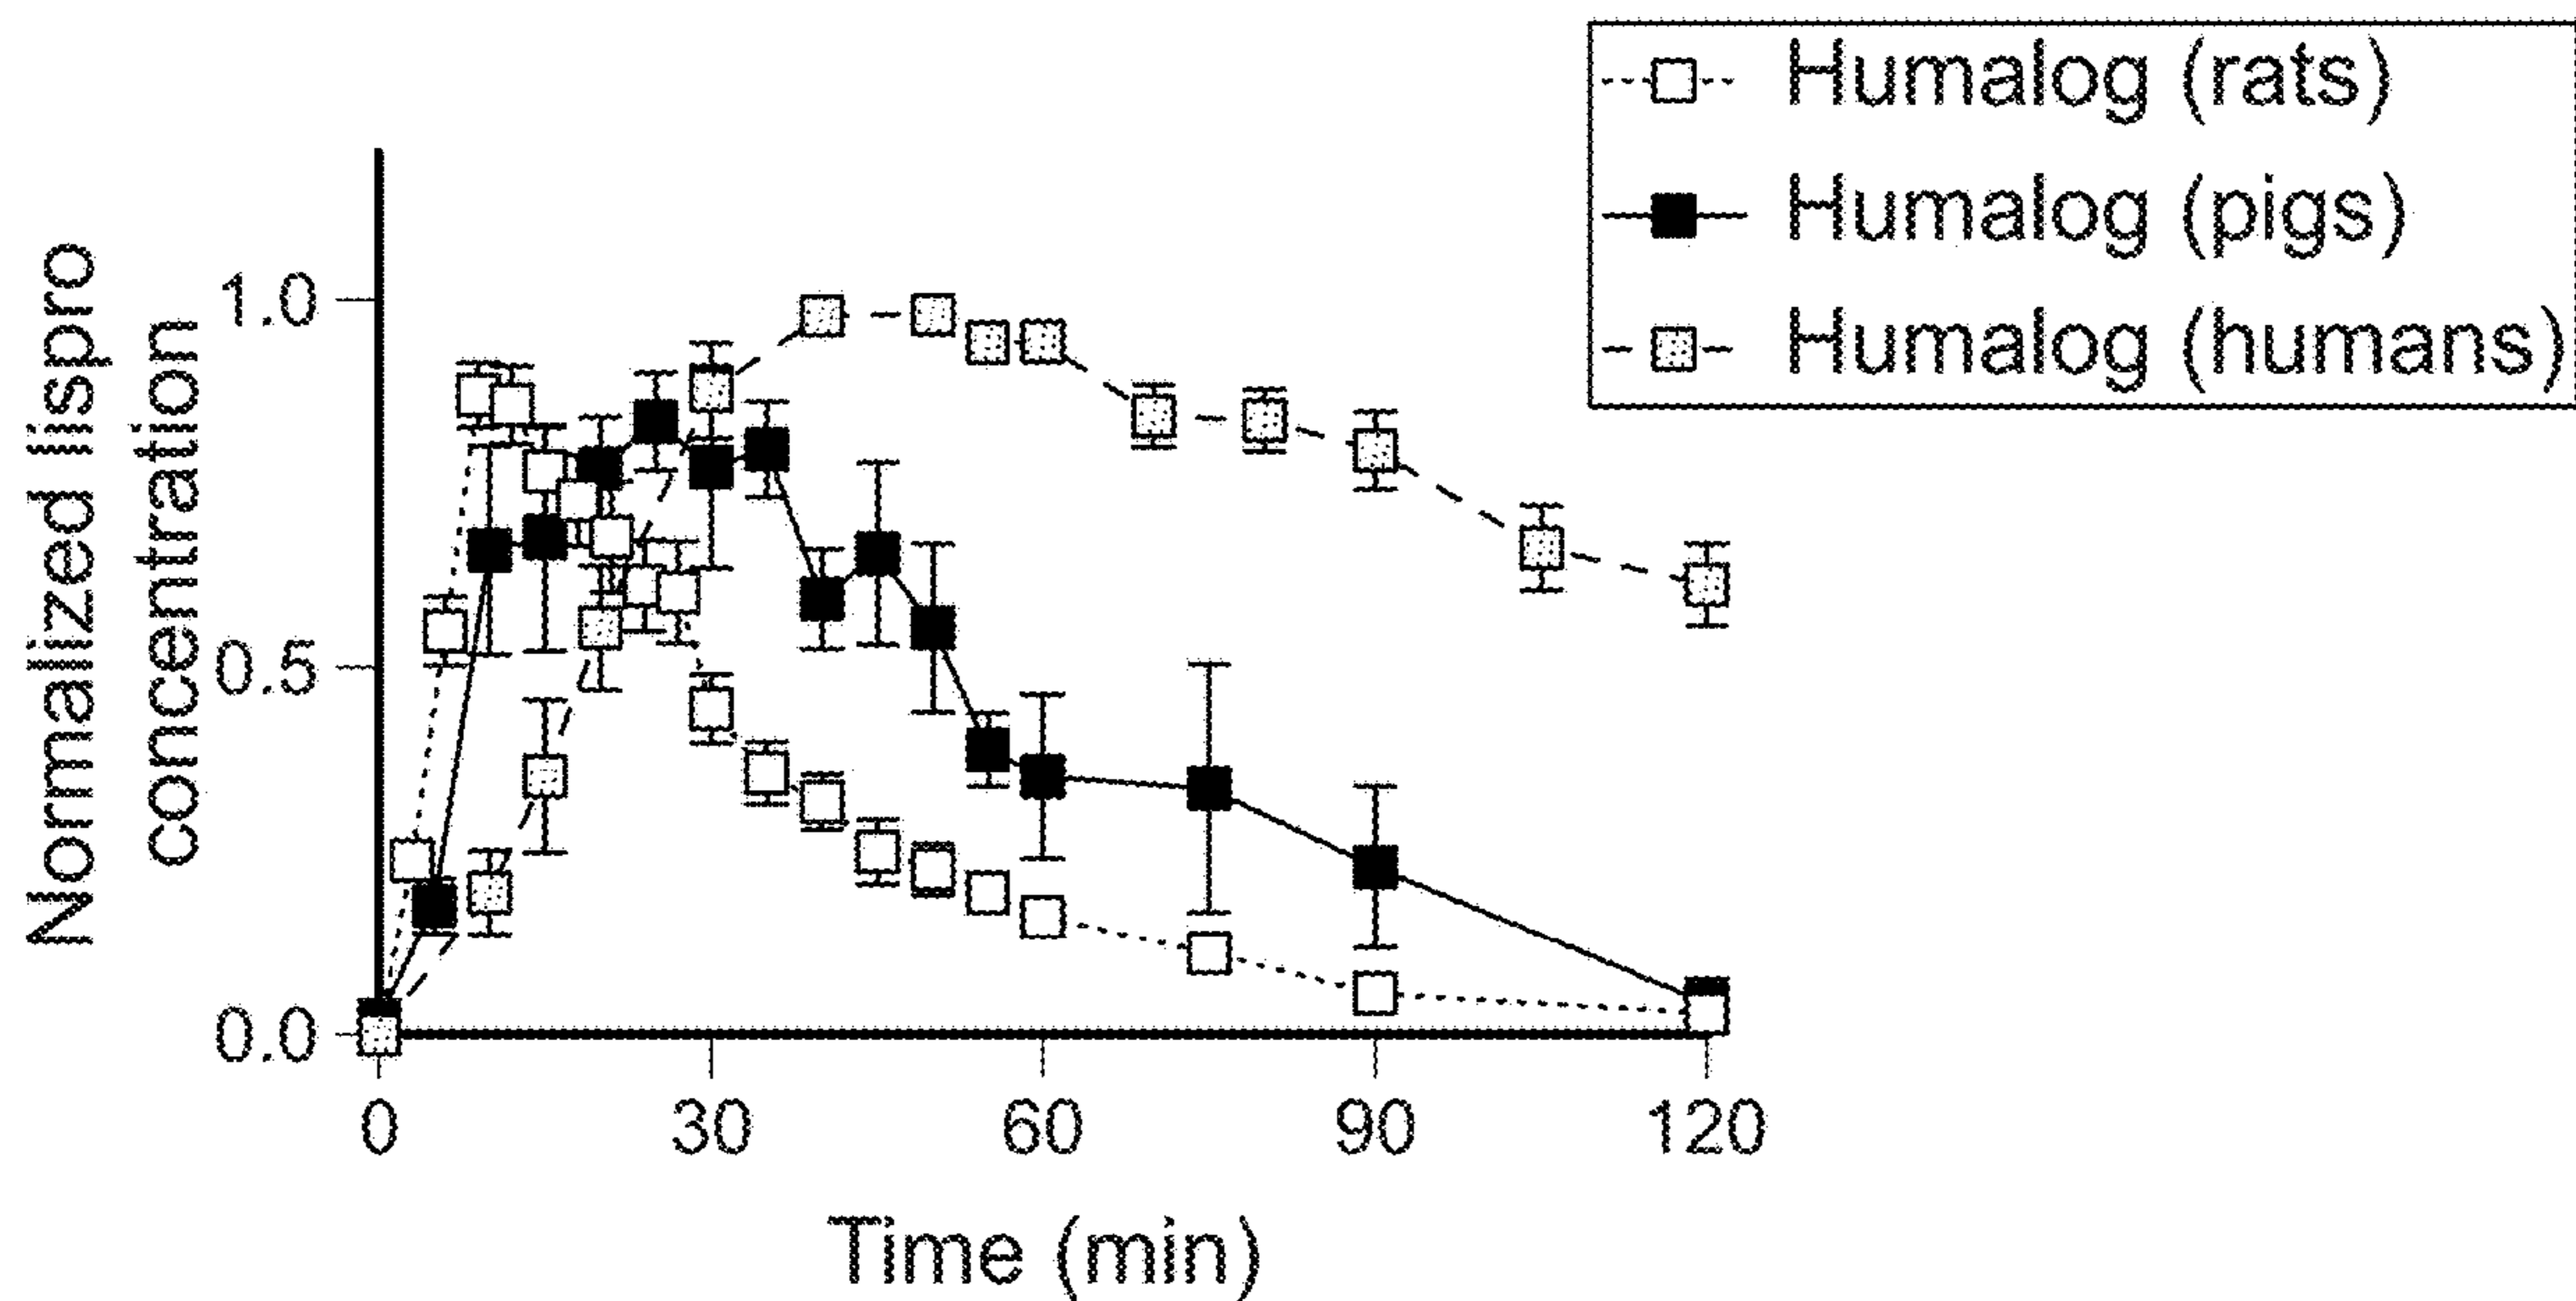 Humalog (rats)
Humalog (pigs)
Humalog (humans)
Normalized lispro
concentration
1.0
0.5
0.0
0
30
60
90
120
Time (min)